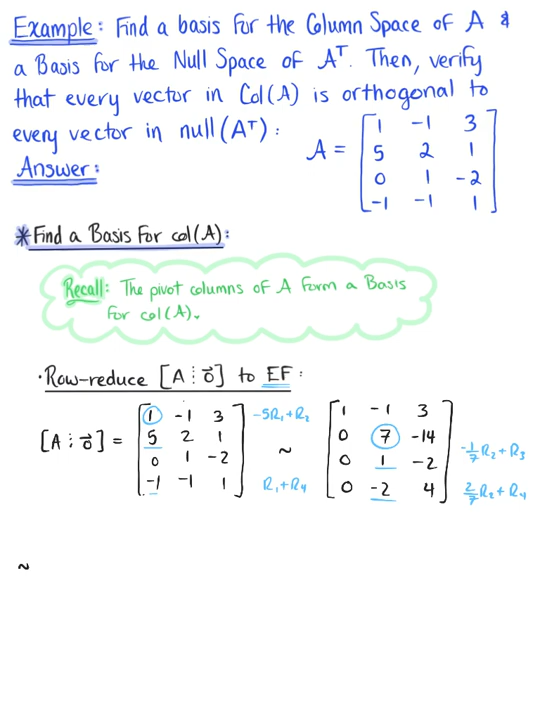 Example: Find a basis for the Column Space of A &
a Basis for the Null Space of Aᵀ. Then, verify
that every vector in Col(A) is orthogonal to
every vector in null(Aᵀ):
A = [1 -1 3
5 2 1
0 1 -2
-1 -1 1]
Answer:
*Find a Basis For col(A):
Recall: The pivot columns of A form a Basis
for col(A).
·Row-reduce [A ⋮ o⃗] to EF:
[A ⋮ o⃗] = [1 -1 3 -5R₁+R₂ ~ [1 -1 3
5 2 1 0 7 -14 -1/7R₂+R₃
0 1 -2 0 1 -2
-1 -1 1] R₁+R₄ 0 -2 4] 2/7R₂+R₄
~